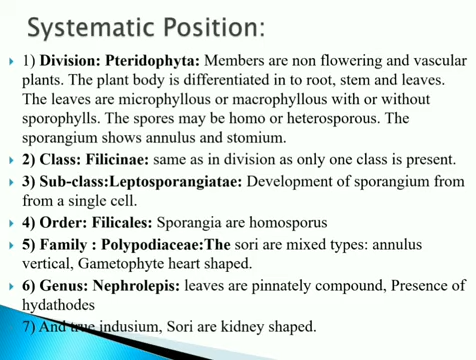 Systematic Position:
1) Division: Pteridophyta: Members are non flowering and vascular
plants. The plant body is differentiated in to root, stem and leaves.
The leaves are microphyllous or macrophyllous with or without
sporophylls. The spores may be homo or heterosporous. The
sporangium shows annulus and stomium.
2) Class: Filicinae: same as in division as only one class is present.
3) Sub-class:Leptosporangiatae: Development of sporangium from
from a single cell.
4) Order: Filicales: Sporangia are homosporus
5) Family : Polypodiaceae:The sori are mixed types: annulus
vertical, Gametophyte heart shaped.
6) Genus: Nephrolepis: leaves are pinnately compound, Presence of
hydathodes
7) And true indusium, Sori are kidney shaped.